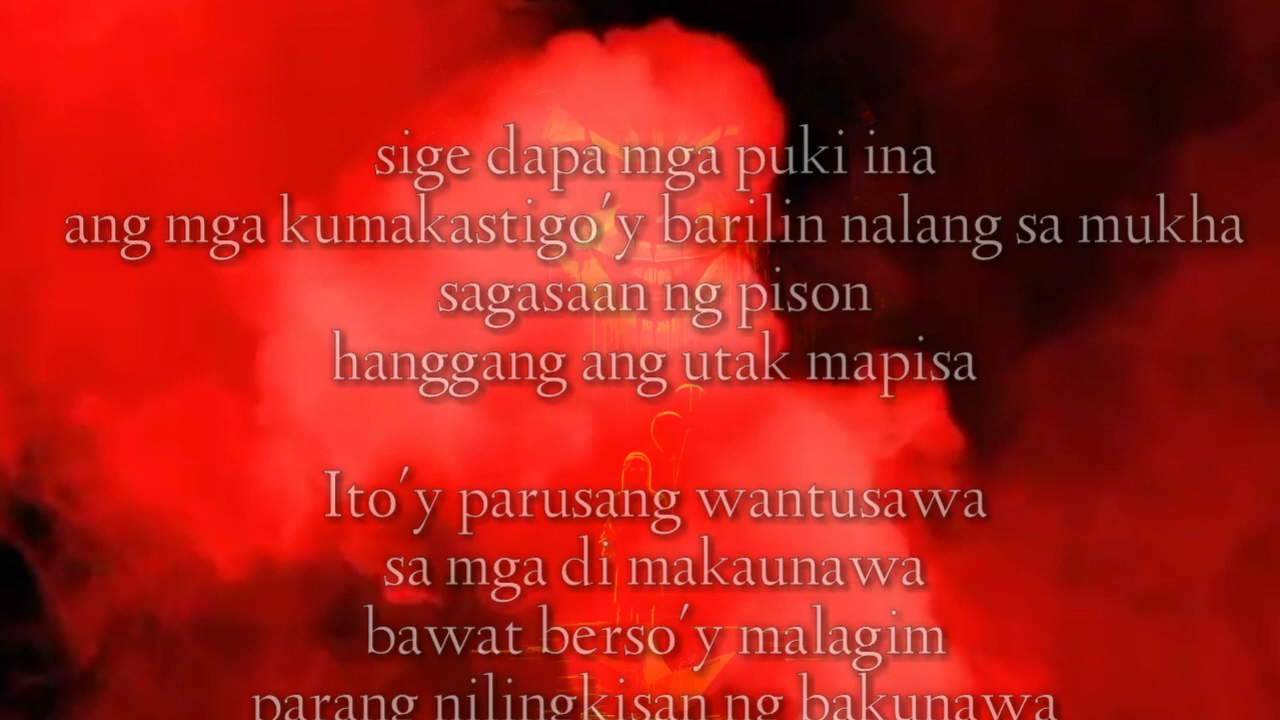 sige dapa mga puki ina
ang mga kumakastigo'y barilin nalang sa mukha
sagasaan ng pison
hanggang ang utak mapisa
Ito'y parusang wantusawa
sa mga di makaunawa
bawat berso'y malagim
parang nilingkisan ng bakunawa